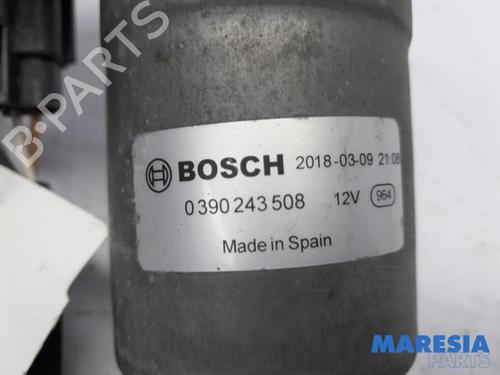 B-PARTS
BOSCH 2018-03-09 21:08
0 390 243 508 12V 964
Made in Spain
MARESIA
PARTS